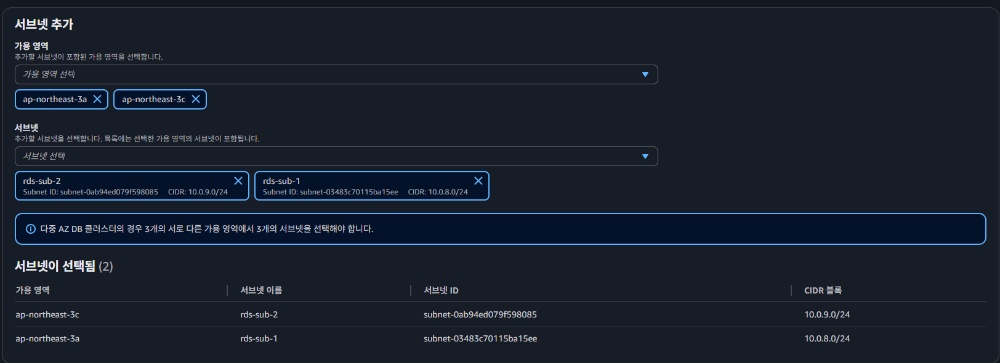 서브넷 추가
가용 영역
추가할 서브넷이 포함된 가용 영역을 선택합니다.
가용 영역 선택
ap-northeast-3a ap-northeast-3c
서브넷
추가할 서브넷을 선택합니다. 목록에는 선택한 가용 영역의 서브넷이 포함됩니다.
서브넷 선택
rds-sub-2 rds-sub-1
Subnet ID: subnet-0ab94ed079f598085 CIDR: 10.0.9.0/24 Subnet ID: subnet-03483c70115ba15ee CIDR: 10.0.8.0/24
다중 AZ DB 클러스터의 경우 3개의 서로 다른 가용 영역에서 3개의 서브넷을 선택해야 합니다.
서브넷이 선택됨 (2)
가용 영역 서브넷 이름 서브넷 ID CIDR 블록
ap-northeast-3c rds-sub-2 subnet-0ab94ed079f598085 10.0.9.0/24
ap-northeast-3a rds-sub-1 subnet-03483c70115ba15ee 10.0.8.0/24